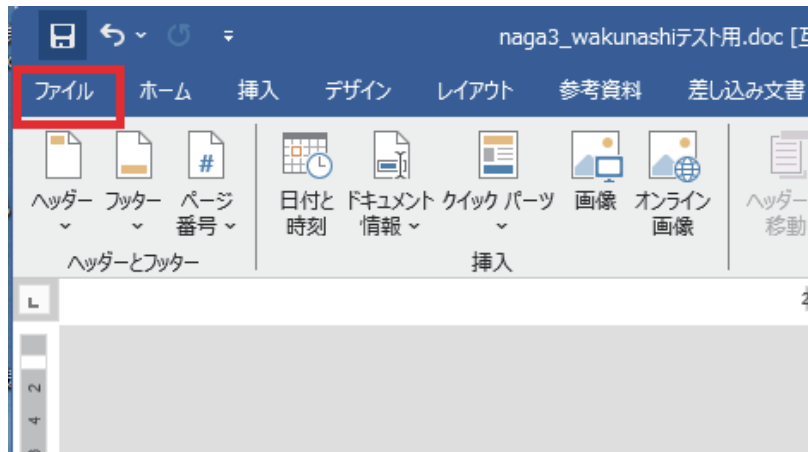 naga3_wakunashiテスト用.doc [互
ファイル ホーム 挿入 デザイン レイアウト 参考資料 差し込み文書
ヘッダー フッター ページ 番号 日付と 時刻 ドキュメント 情報 クイック パーツ 画像 オンライン 画像 ヘッダー 移動
ヘッダーとフッター 挿入
L
2
2
4